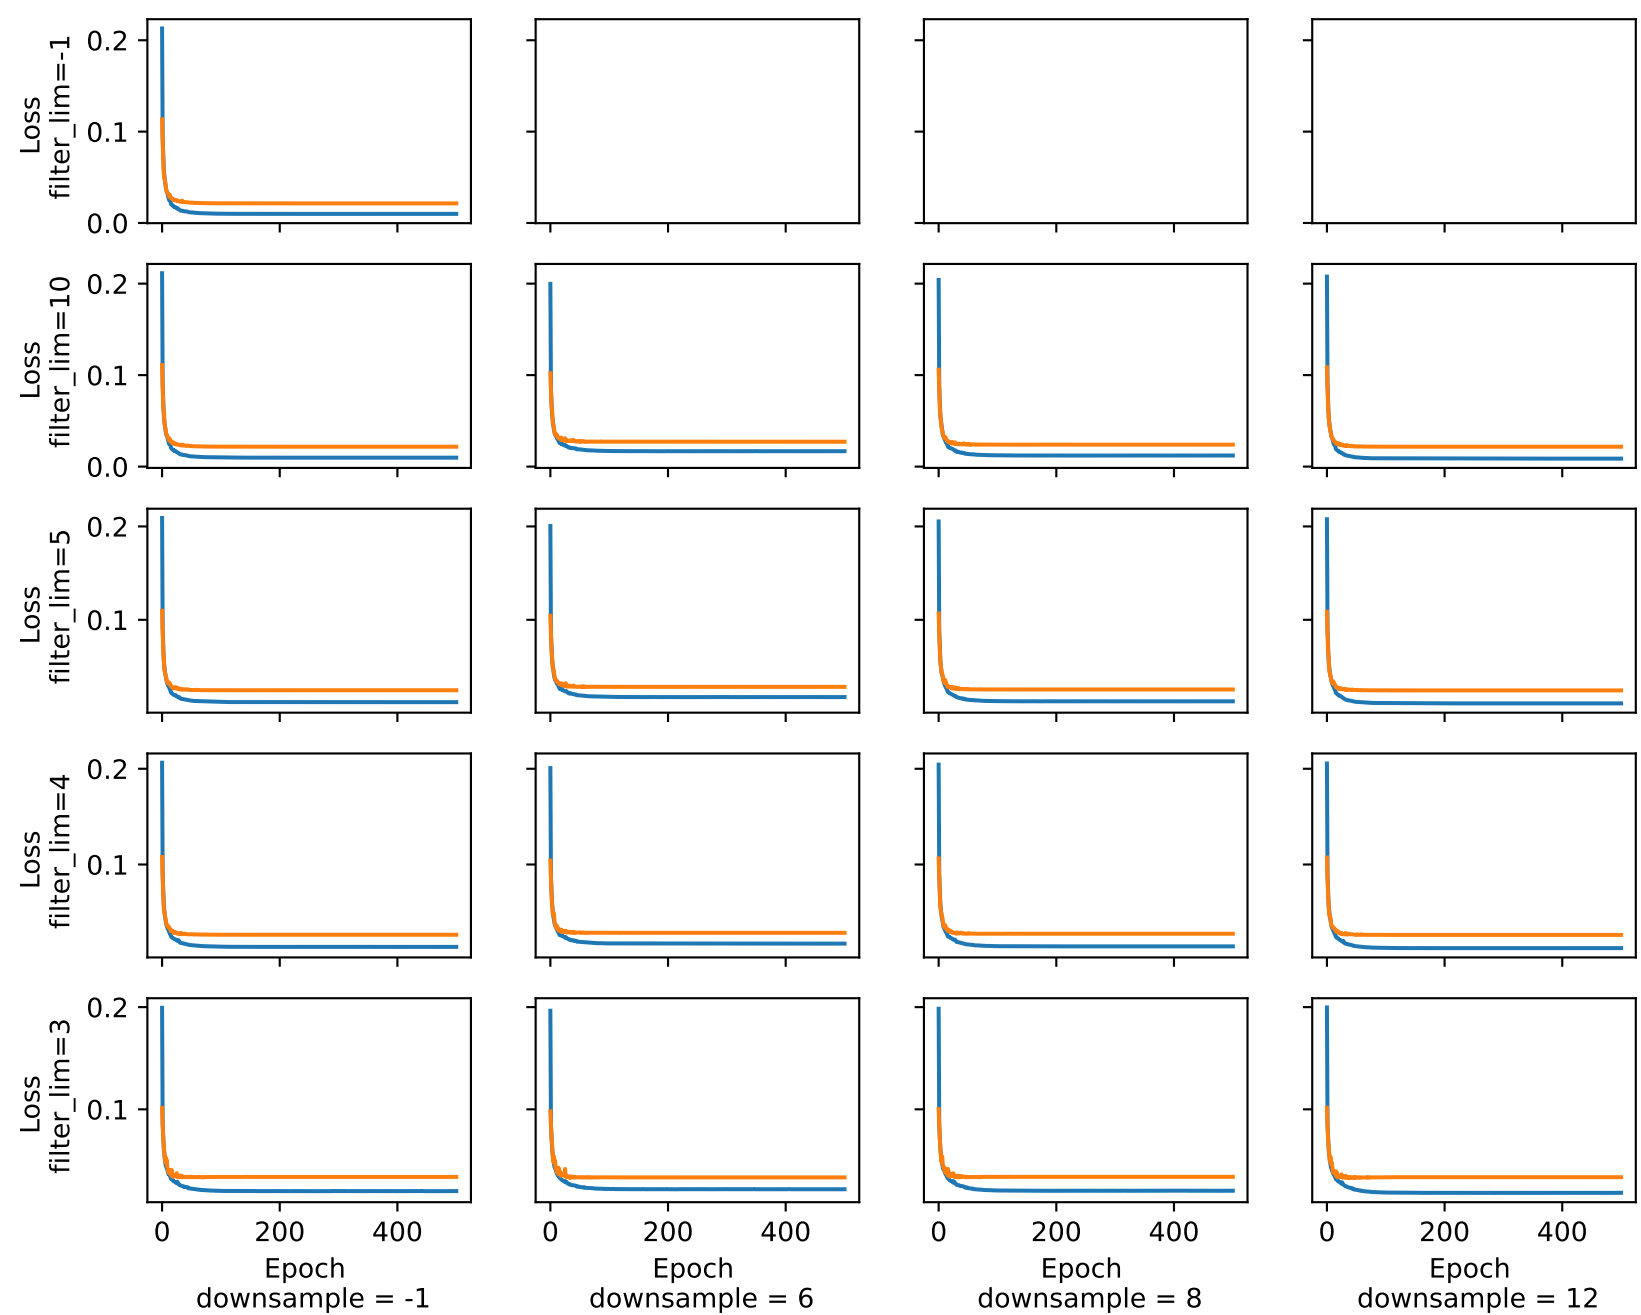 Loss
filter_lim=-1
0.2
0.1
0.0
Loss
filter_lim=10
0.2
0.1
0.0
Loss
filter_lim=5
0.2
0.1
Loss
filter_lim=4
0.2
0.1
Loss
filter_lim=3
0.2
0.1
0 200 400
Epoch
downsample = -1
0 200 400
Epoch
downsample = 6
0 200 400
Epoch
downsample = 8
0 200 400
Epoch
downsample = 12